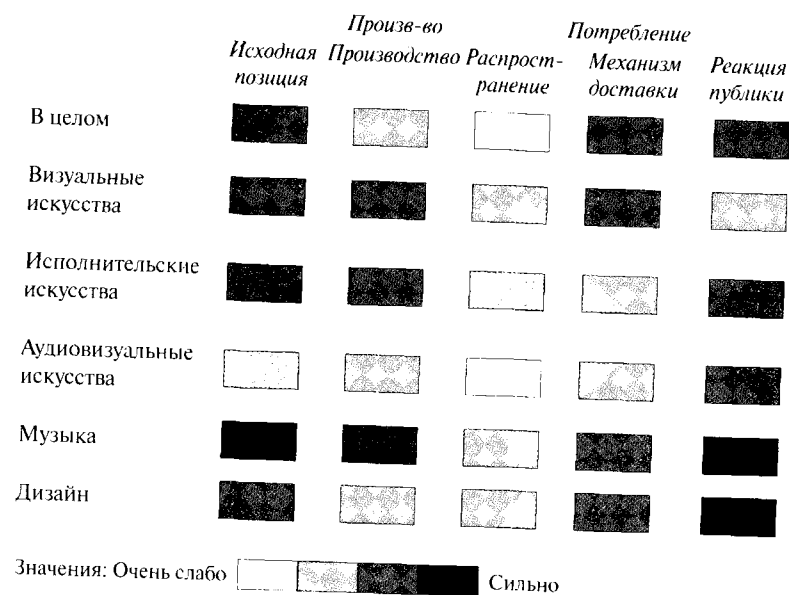 Произв-во Потребление
Исходная Производство Распрост- Механизм Реакция
позиция ранение доставки публики
В целом
Визуальные
искусства
Исполнительские
искусства
Аудиовизуальные
искусства
Музыка
Дизайн
Значения: Очень слабо Сильно